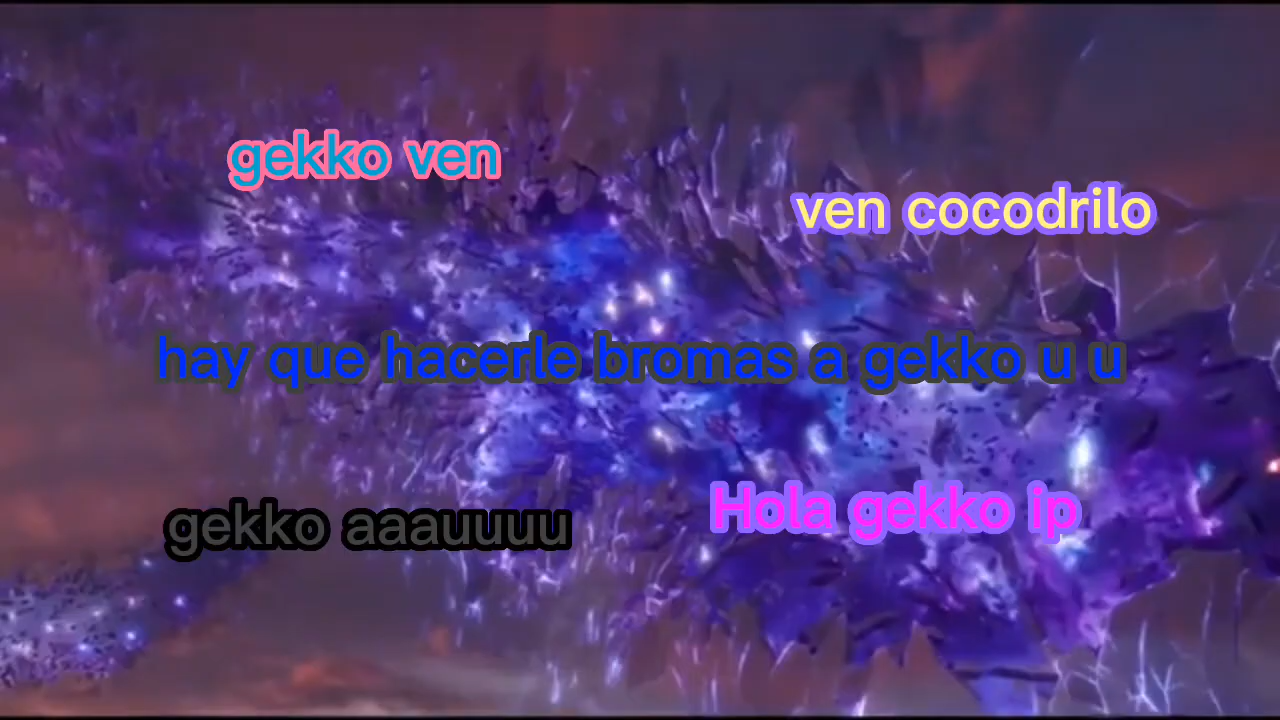 gekko ven
ven cocodrilo
hay que hacerle bromas a gekko u u
gekko aaauuuu
Hola gekko ip